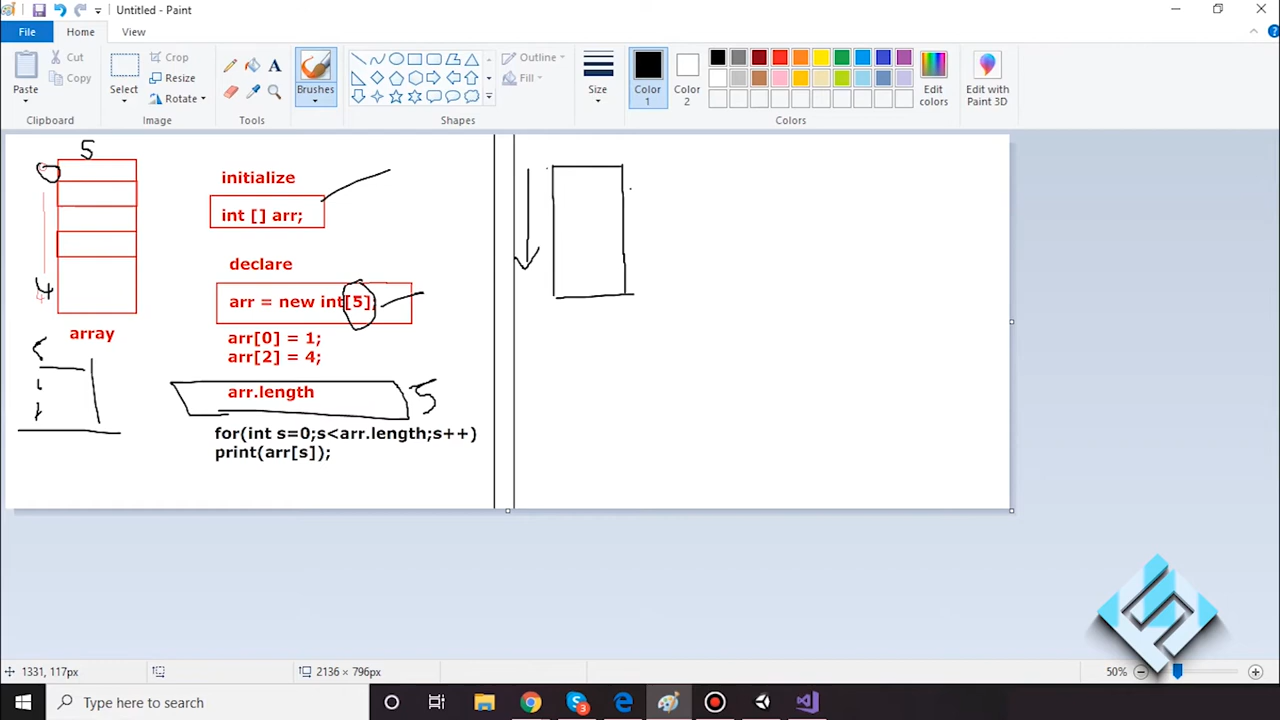 Untitled - Paint
File
Home
View
Paste
Cut
Copy
Clipboard
Select
Crop
Resize
Rotate
Image
Tools
Brushes
Shapes
Outline
Fill
Size
Color
1
Color
2
Colors
Edit
colors
Edit with
Paint 3D
5
4
array
initialize
int [] arr;
declare
arr = new int[5];
arr[0] = 1;
arr[2] = 4;
arr.length
5
for(int s=0;s<arr.length;s++)
print(arr[s]);
1331, 117px
2136 × 796px
50%
Type here to search
3